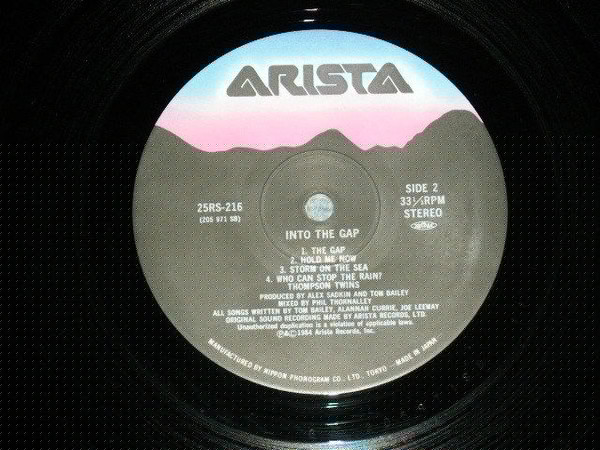 ARISTA
25RS-216
(205 971 SB)
SIDE 2
33 1/3 RPM
STEREO
INTO THE GAP
1. THE GAP
2. HOLD ME NOW
3. STORM ON THE SEA
4. WHO CAN STOP THE RAIN?
THOMPSON TWINS
PRODUCED BY ALEX SADKIN AND TOM BAILEY
MIXED BY PHIL THORNALLEY
ALL SONGS WRITTEN BY TOM BAILEY, ALANNAH CURRIE, JOE LEEWAY
ORIGINAL SOUND RECORDING MADE BY ARISTA RECORDS, LTD.
Unauthorized duplication is a violation of applicable laws.
℗&© 1984 Arista Records, Inc.
MANUFACTURED BY NIPPON PHONOGRAM CO., LTD., TOKYO—MADE IN JAPAN